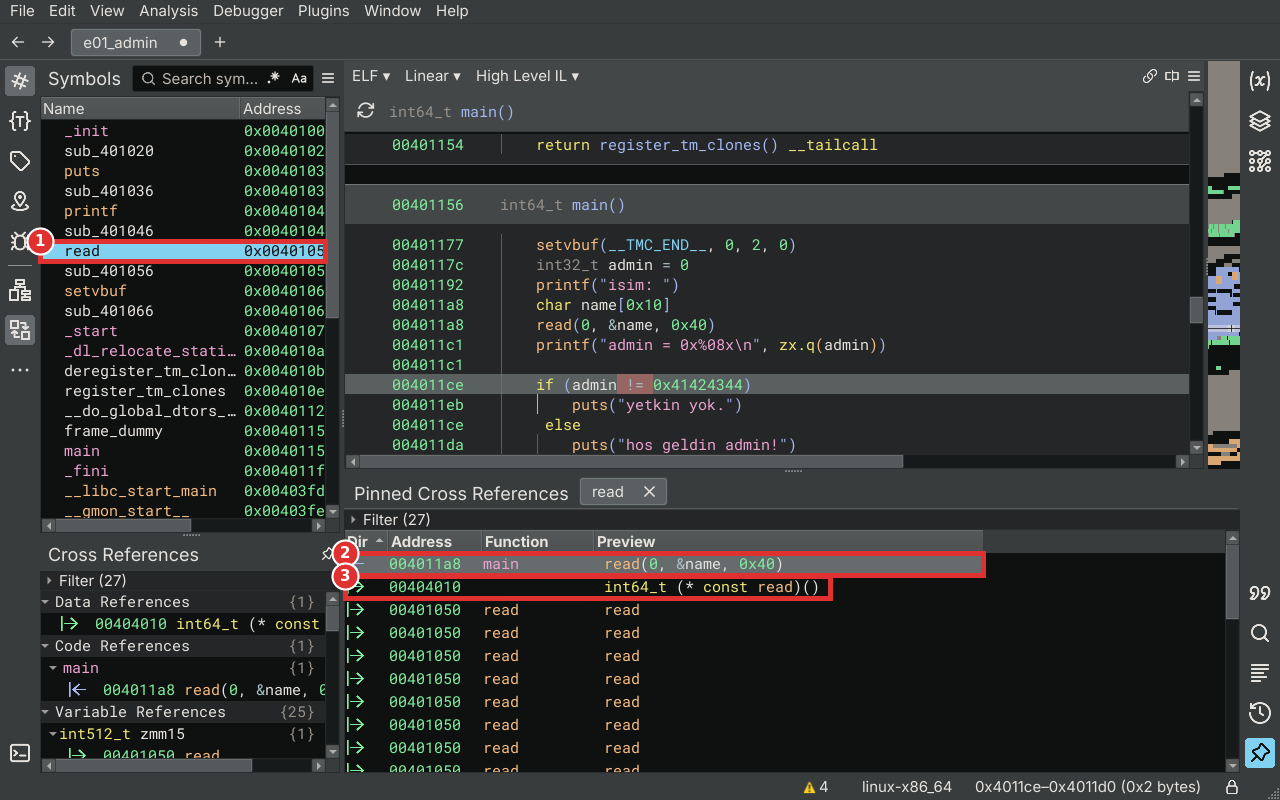 File Edit View Analysis Debugger Plugins Window Help
e01_admin
Symbols
Search sym...
.*
Aa
Name Address
_init 0x0040100
sub_401020 0x0040102
puts 0x0040103
sub_401036 0x0040103
printf 0x0040104
sub_401046 0x0040104
1
read 0x0040105
sub_401056 0x0040105
setvbuf 0x0040106
sub_401066 0x0040106
_start 0x0040107
_dl_relocate_stati… 0x004010a
deregister_tm_clon… 0x004010b
register_tm_clones 0x004010e
__do_global_dtors_… 0x0040112
frame_dummy 0x0040115
main 0x0040115
_fini 0x004011f
__libc_start_main 0x00403fd
__gmon_start__ 0x00403fe
Cross References
Filter (27)
Data References {1}
00404010 int64_t (* const
Code References {1}
main {1}
004011a8 read(0, &name, 0
Variable References {25}
int512_t zmm15 {1}
00401050 read
ELF ▾ Linear ▾ High Level IL ▾
int64_t main()
00401154 return register_tm_clones() __tailcall
00401156 int64_t main()
00401177 setvbuf(__TMC_END__, 0, 2, 0)
0040117c int32_t admin = 0
00401192 printf("isim: ")
004011a8 char name[0x10]
004011a8 read(0, &name, 0x40)
004011c1 printf("admin = 0x%08x\n", zx.q(admin))
004011c1
004011ce if (admin != 0x41424344)
004011eb puts("yetkin yok.")
004011ce else
004011da puts("hos geldin admin!")
Pinned Cross References
read
Filter (27)
Dir Address Function Preview
2
004011a8 main read(0, &name, 0x40)
3
00404010 int64_t (* const read)()
00401050 read read
00401050 read read
00401050 read read
00401050 read read
00401050 read read
00401050 read read
00401050 read read
00401050 read read
4 linux-x86_64 0x4011ce–0x4011d0 (0x2 bytes)